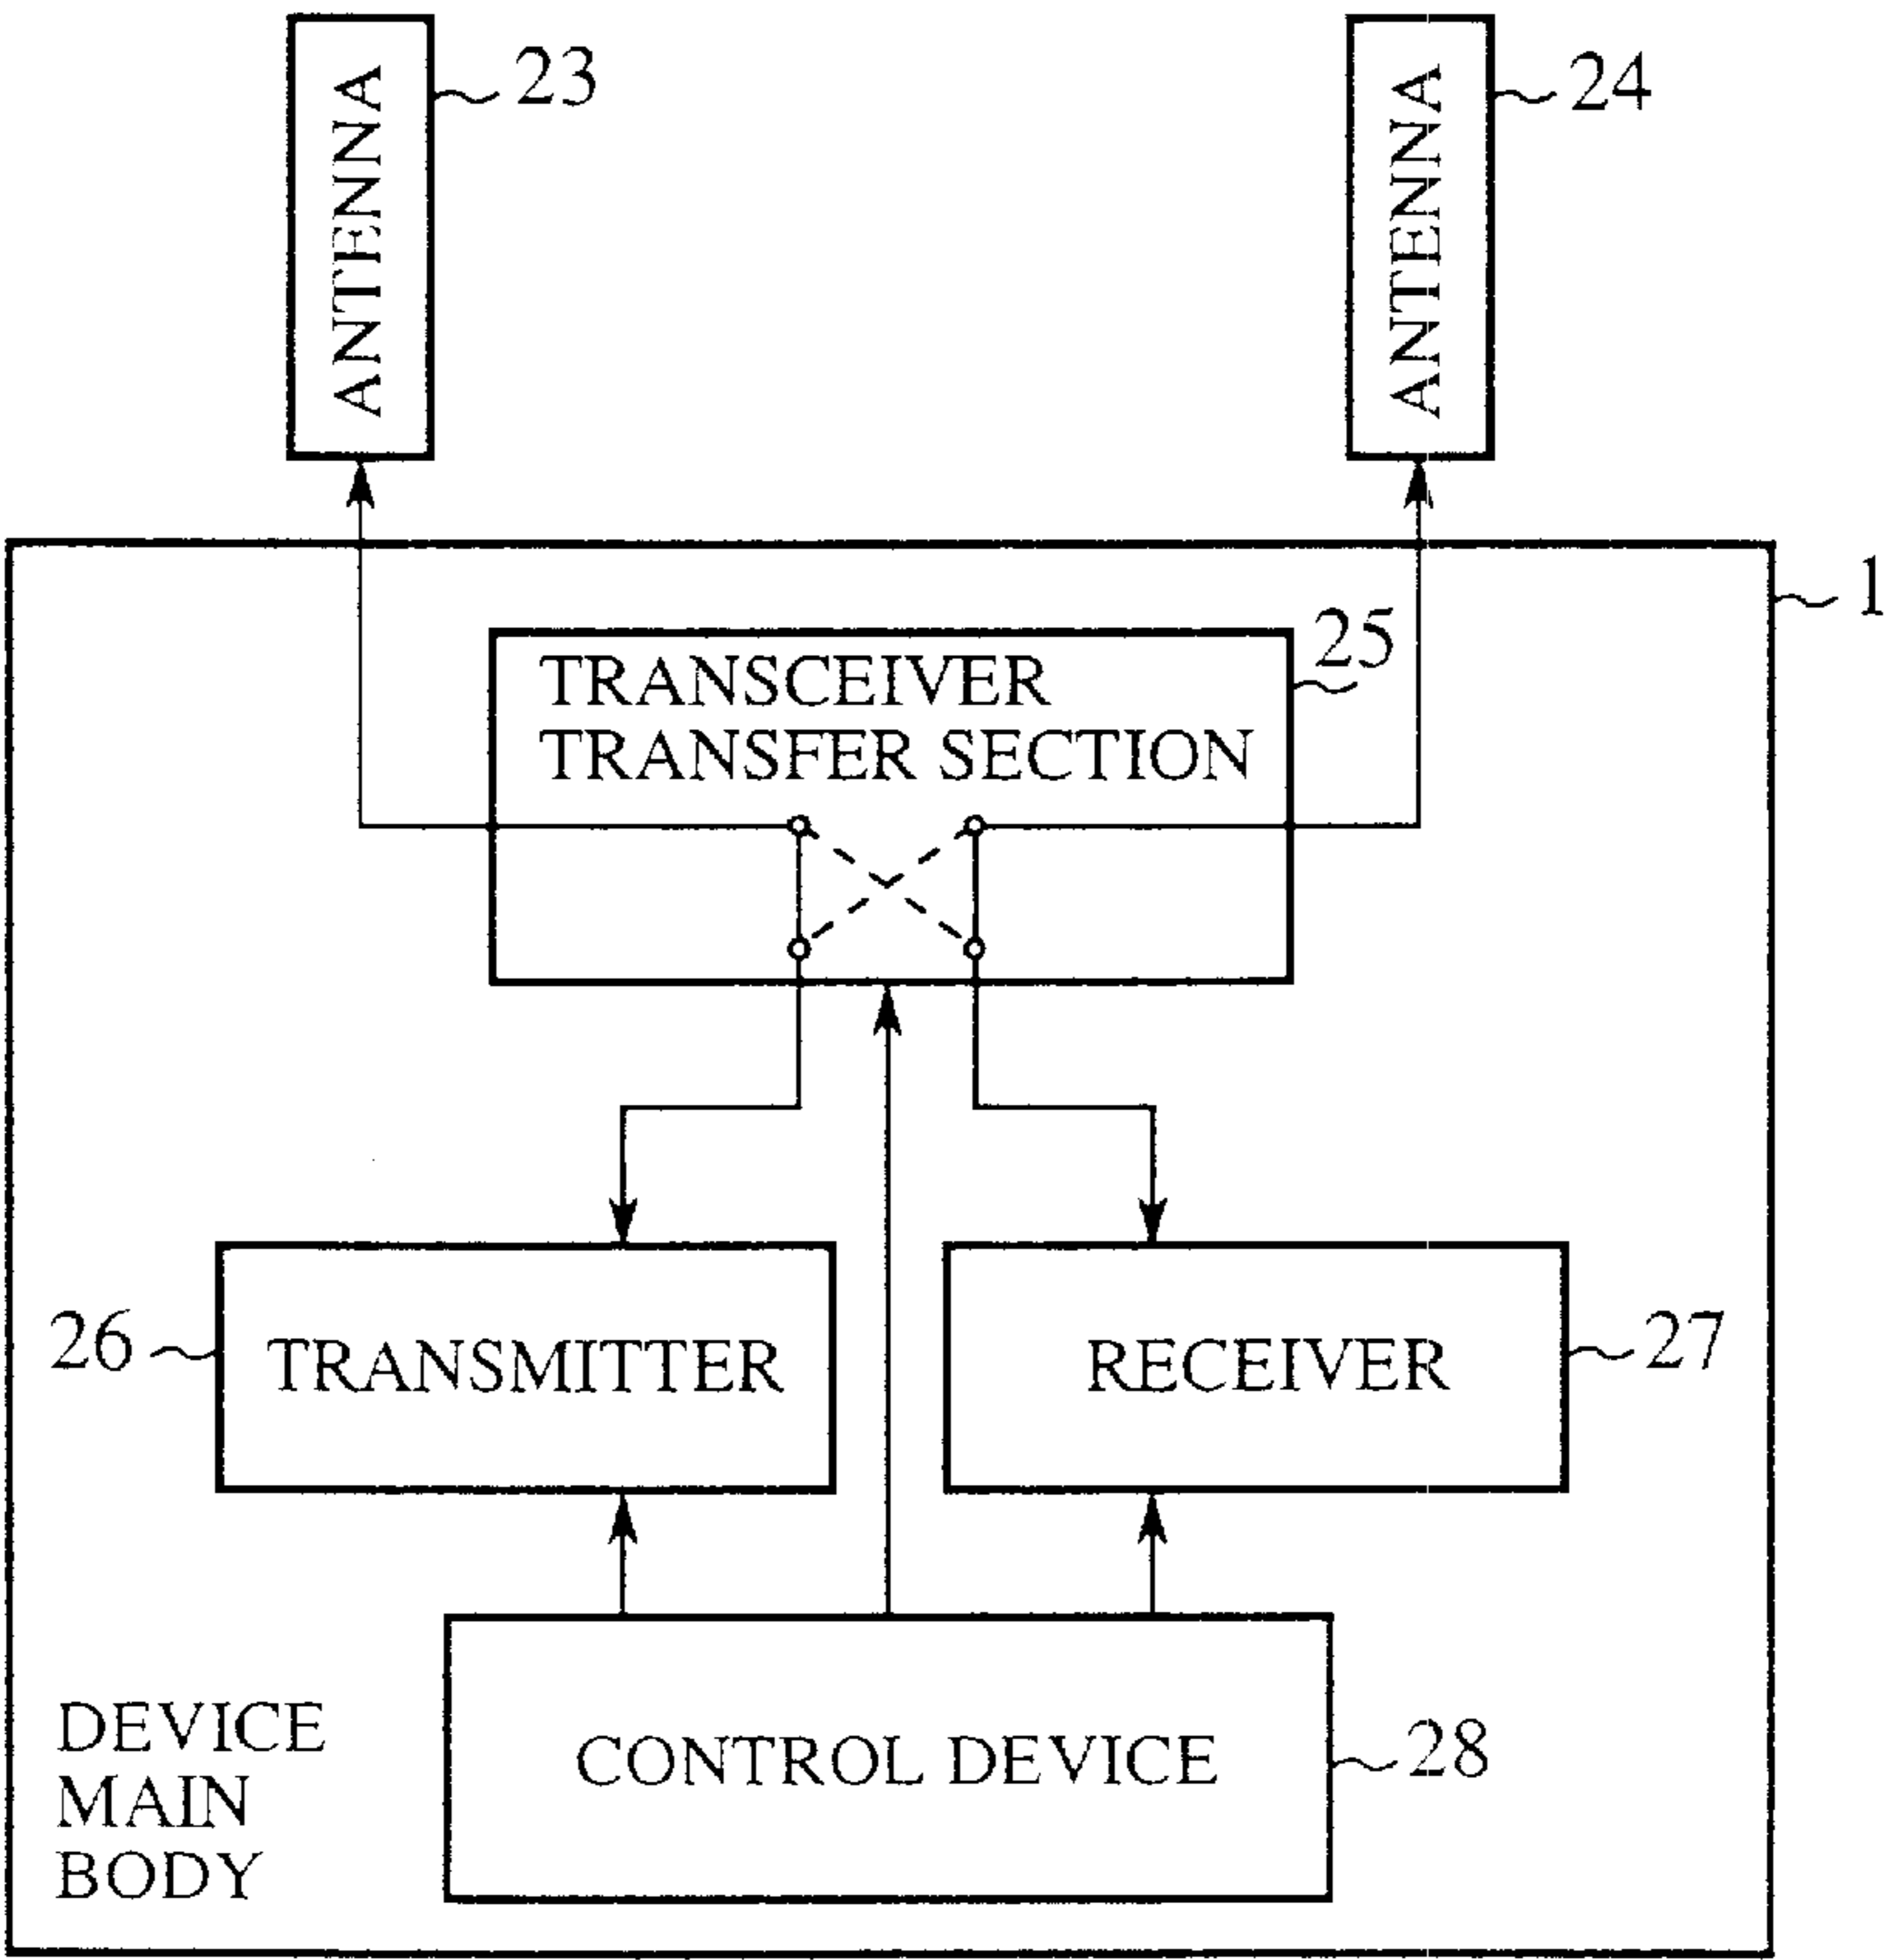 ANTENNA
23
ANTENNA
24
1
25
TRANSCEIVER
TRANSFER SECTION
26
TRANSMITTER
RECEIVER
27
DEVICE
MAIN
BODY
CONTROL DEVICE
28